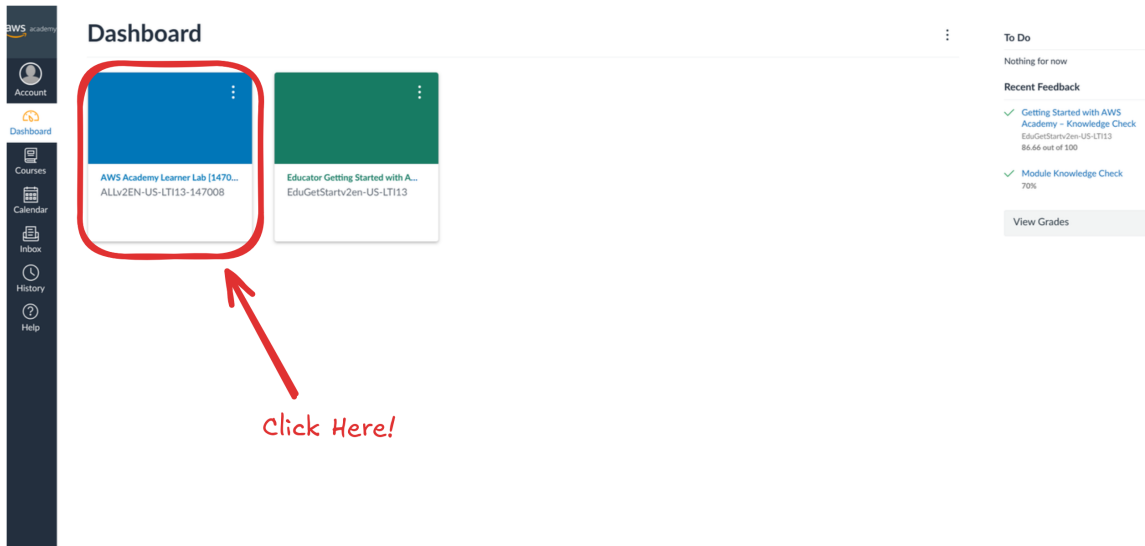 aws academy
Account
Dashboard
Courses
Calendar
Inbox
History
Help
Dashboard
AWS Academy Learner Lab [1470...
ALLv2EN-US-LTI13-147008
Educator Getting Started with A...
EduGetStartv2en-US-LTI13
Click Here!
To Do
Nothing for now
Recent Feedback
Getting Started with AWS
Academy – Knowledge Check
EduGetStartv2en-US-LTI13
86.66 out of 100
Module Knowledge Check
70%
View Grades